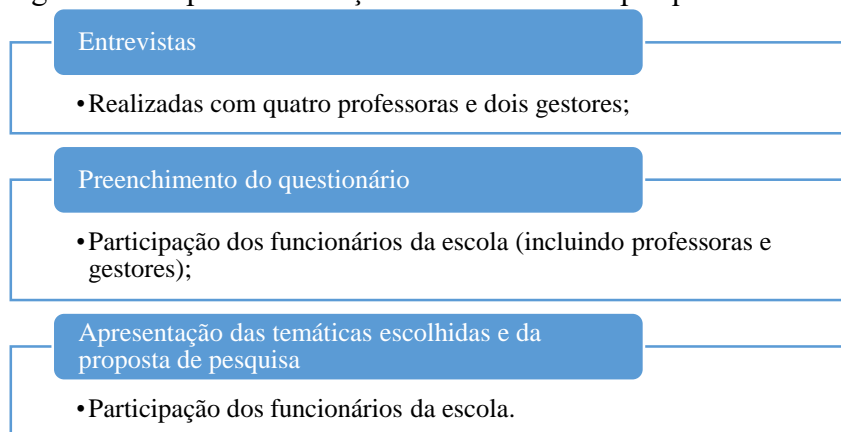 Entrevistas
•Realizadas com quatro professoras e dois gestores;
Preenchimento do questionário
•Participação dos funcionários da escola (incluindo professoras e
gestores);
Apresentação das temáticas escolhidas e da
proposta de pesquisa
•Participação dos funcionários da escola.